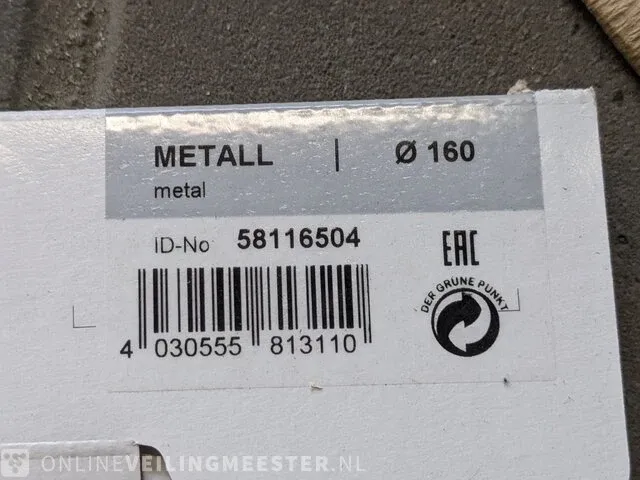 METALL | Ø 160
metal
ID-No 58116504
EAC
DER GRÜNE PUNKT
4 030555 813110
ONLINEVEILINGMEESTER.NL